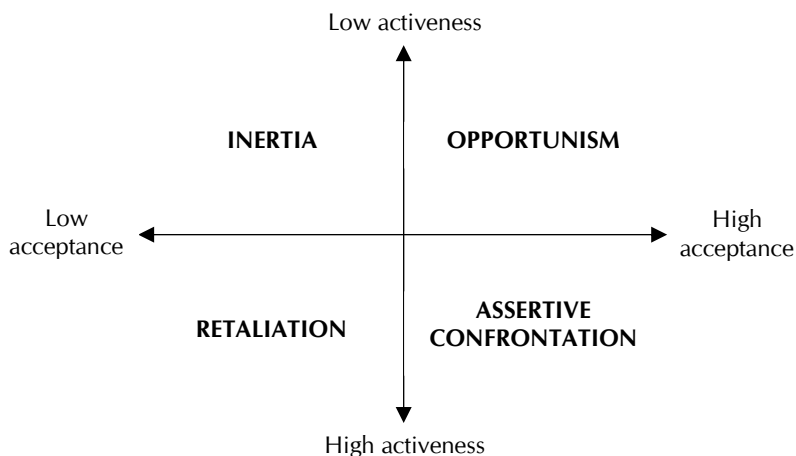 Low activeness
INERTIA
OPPORTUNISM
Low
acceptance
High
acceptance
RETALIATION
ASSERTIVE
CONFRONTATION
High activeness